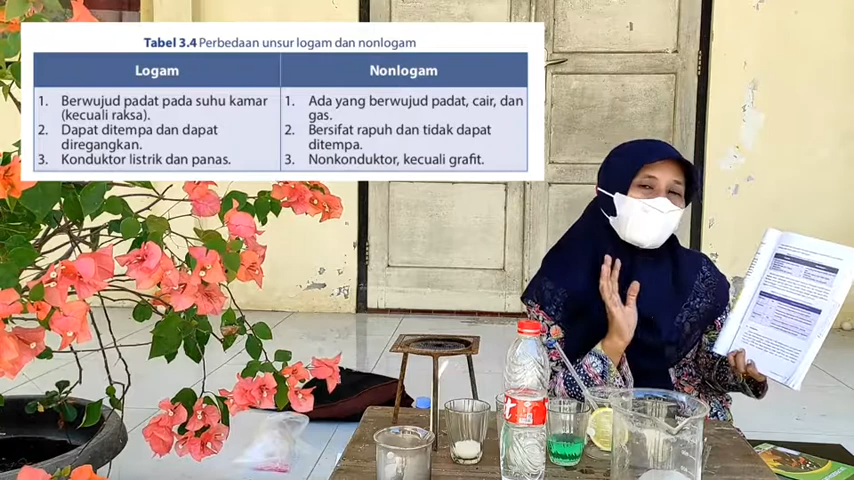 Tabel 3.4 Perbedaan unsur logam dan nonlogam
Logam
Nonlogam
1. Berwujud padat pada suhu kamar
(kecuali raksa).
2. Dapat ditempa dan dapat
diregangkan.
3. Konduktor listrik dan panas.
1. Ada yang berwujud padat, cair, dan
gas.
2. Bersifat rapuh dan tidak dapat
ditempa.
3. Nonkonduktor, kecuali grafit.